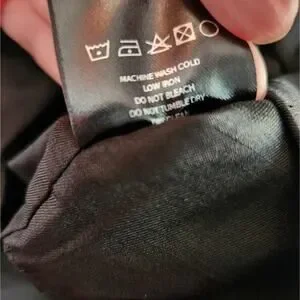 MACHINE WASH COLD
LOW IRON
DO NOT BLEACH
DO NOT TUMBLE DRY